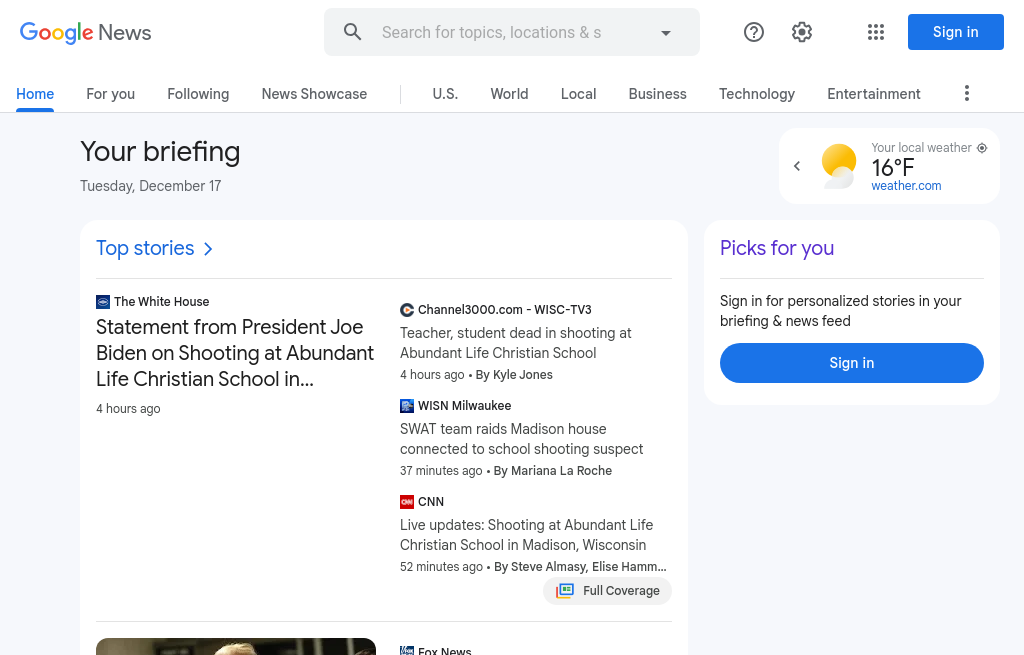 Google News
Search for topics, locations & s
Sign in
Home
For you
Following
News Showcase
U.S.
World
Local
Business
Technology
Entertainment
Your briefing
Tuesday, December 17
Your local weather
16°F
weather.com
Top stories
The White House
Statement from President Joe
Biden on Shooting at Abundant
Life Christian School in...
4 hours ago
Channel3000.com - WISC-TV3
Teacher, student dead in shooting at
Abundant Life Christian School
4 hours ago • By Kyle Jones
WISN Milwaukee
SWAT team raids Madison house
connected to school shooting suspect
37 minutes ago • By Mariana La Roche
CNN
Live updates: Shooting at Abundant Life
Christian School in Madison, Wisconsin
52 minutes ago • By Steve Almasy, Elise Hamm...
Full Coverage
Fox News
Picks for you
Sign in for personalized stories in your
briefing & news feed
Sign in